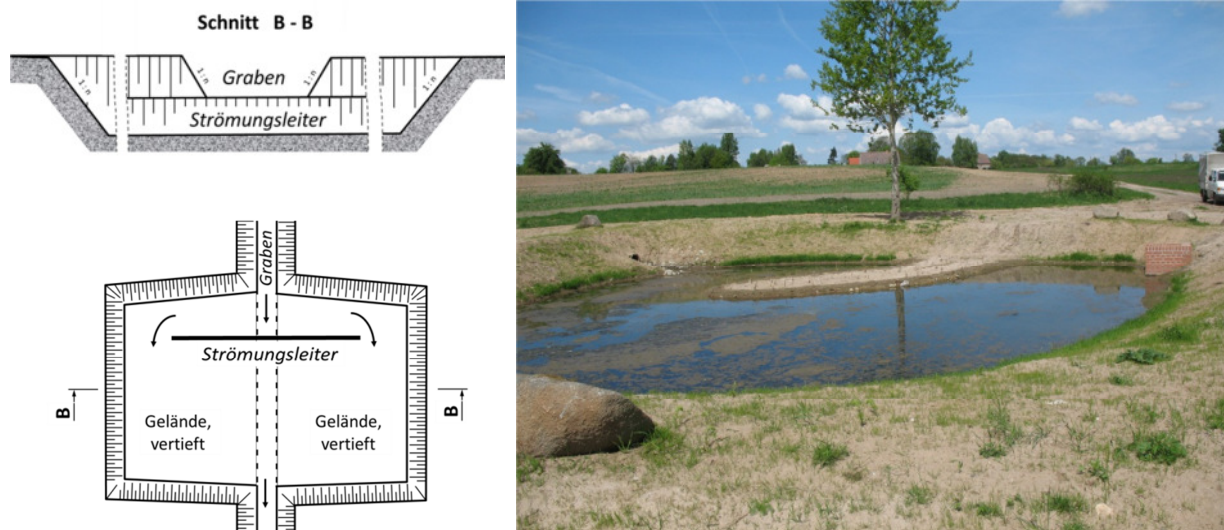 Schnitt B - B
1:n
1:n
Graben
1:n
1:n
Strömungsleiter
Graben
Strömungsleiter
B
B
Gelände,
vertieft
Gelände,
vertieft